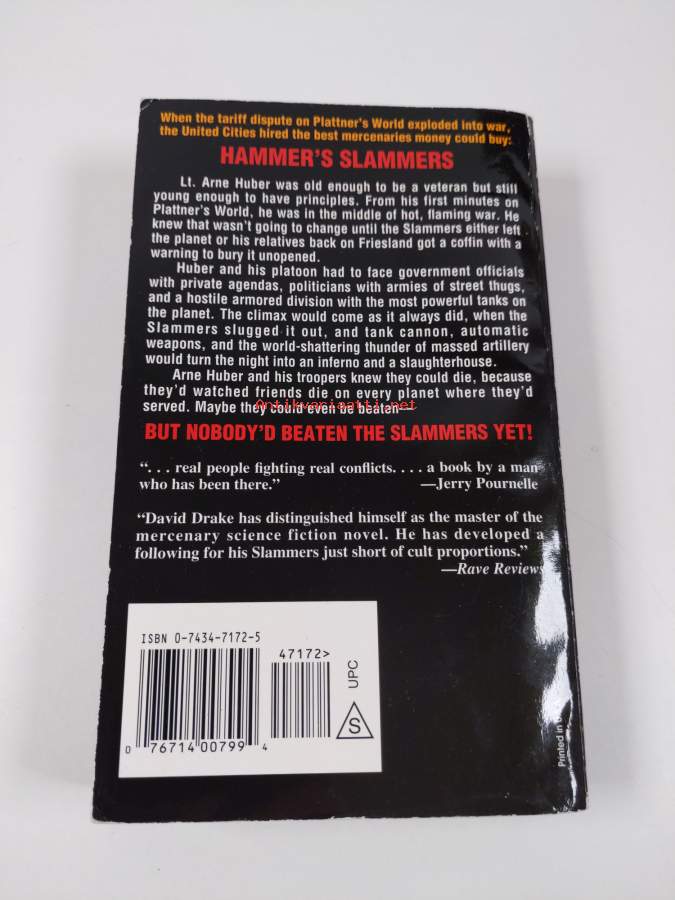 When the tariff dispute on Plattner's World exploded into war,
the United Cities hired the best mercenaries money could buy:
HAMMER'S SLAMMERS
Lt. Arne Huber was old enough to be a veteran but still
young enough to have principles. From his first minutes on
Plattner's World, he was in the middle of hot, flaming war. He
knew that wasn't going to change until the Slammers either left
the planet or his relatives back on Friesland got a coffin with a
warning to bury it unopened.
Huber and his platoon had to face government officials
with private agendas, politicians with armies of street thugs,
and a hostile armored division with the most powerful tanks on
the planet. The climax would come as it always did, when the
Slammers slugged it out, and tank cannon, automatic
weapons, and the world-shattering thunder of massed artillery
would turn the night into an inferno and a slaughterhouse.
Arne Huber and his troopers knew they could die, because
they'd watched friends die on every planet where they'd
served. Maybe they could even be beaten—
Antikvariaatti.net
BUT NOBODY'D BEATEN THE SLAMMERS YET!
". . . real people fighting real conflicts. . . . a book by a man
who has been there." —Jerry Pournelle
"David Drake has distinguished himself as the master of the
mercenary science fiction novel. He has developed a
following for his Slammers just short of cult proportions."
—Rave Reviews
ISBN 0-7434-7172-5
47172>
UPC
S
0 76714 00799 4
Printed in